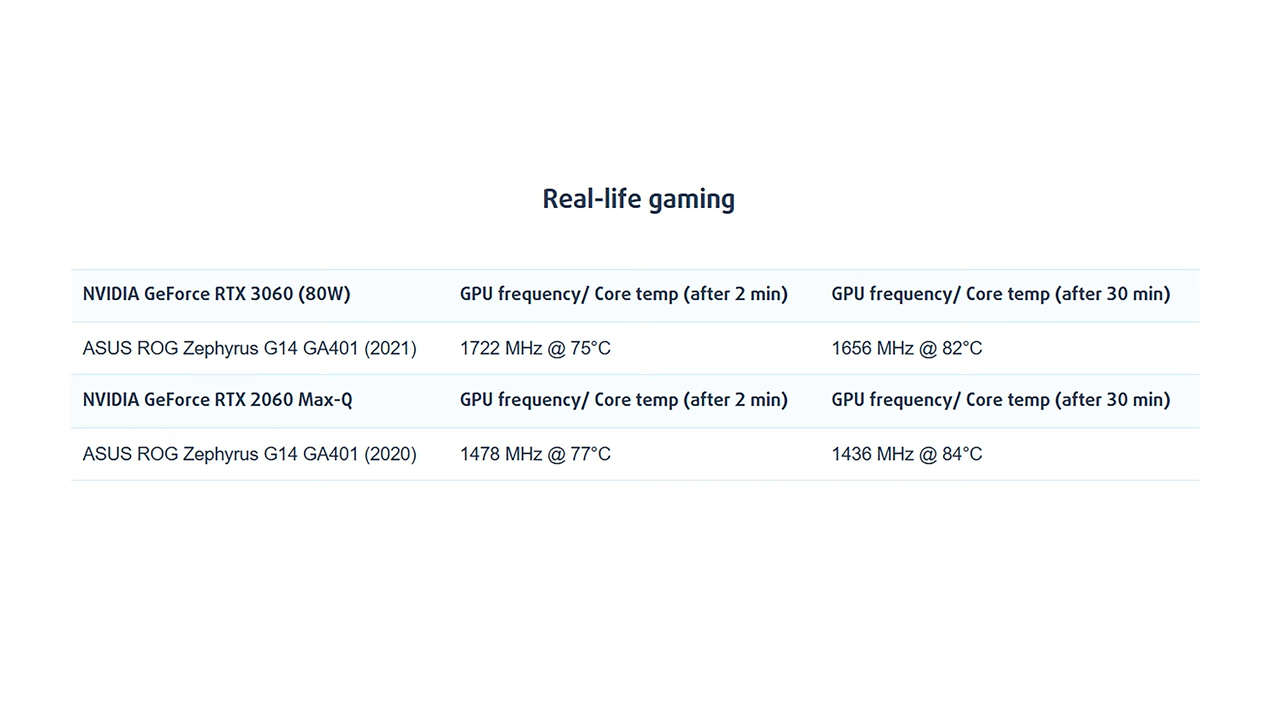 Real-life gaming
NVIDIA GeForce RTX 3060 (80W) GPU frequency/ Core temp (after 2 min) GPU frequency/ Core temp (after 30 min)
ASUS ROG Zephyrus G14 GA401 (2021) 1722 MHz @ 75°C 1656 MHz @ 82°C
NVIDIA GeForce RTX 2060 Max-Q GPU frequency/ Core temp (after 2 min) GPU frequency/ Core temp (after 30 min)
ASUS ROG Zephyrus G14 GA401 (2020) 1478 MHz @ 77°C 1436 MHz @ 84°C